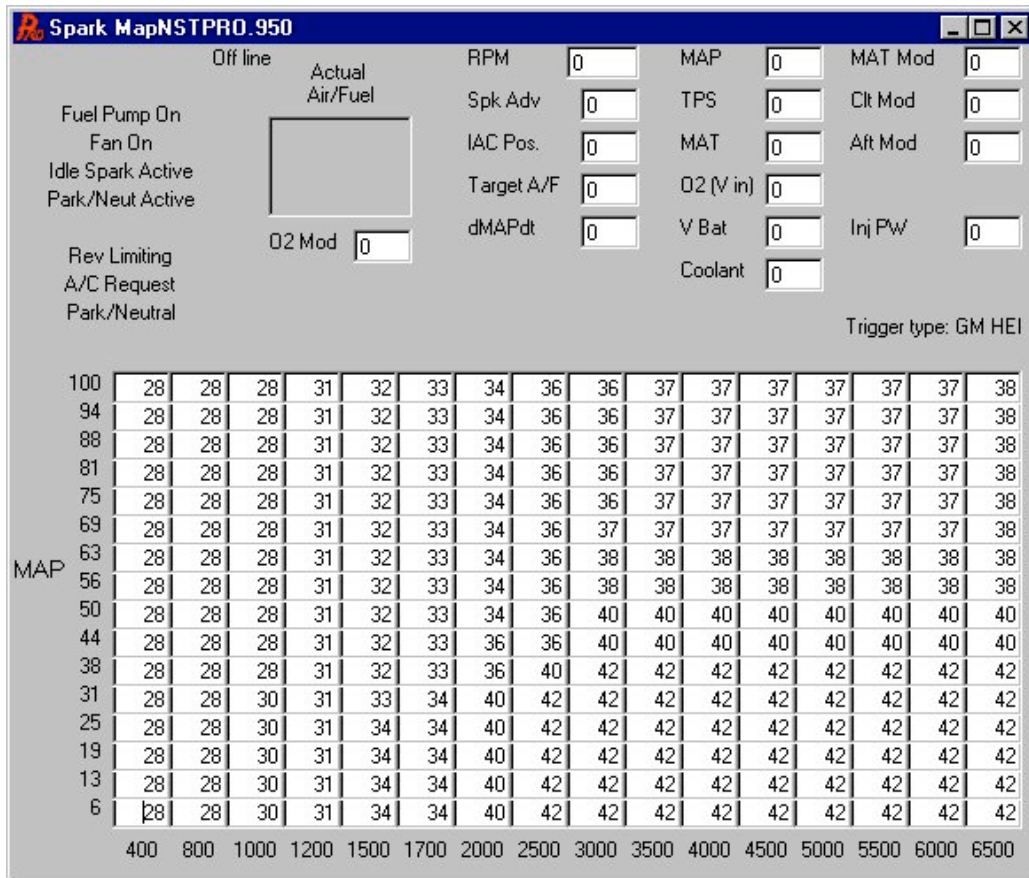 Pro Spark MapNSTPRO.950
Off line
Actual
Air/Fuel
RPM 0 MAP 0 MAT Mod 0
Fuel Pump On
Spk Adv 0 TPS 0 Clt Mod 0
Fan On
IAC Pos. 0 MAT 0 Aft Mod 0
Idle Spark Active
Target A/F 0 O2 (V in) 0
Park/Neut Active
O2 Mod 0
dMAPdt 0 V Bat 0 Inj PW 0
Rev Limiting
Coolant 0
A/C Request
Park/Neutral
Trigger type: GM HEI
MAP
100 28 28 28 31 32 33 34 36 36 37 37 37 37 37 37 38
94 28 28 28 31 32 33 34 36 36 37 37 37 37 37 37 38
88 28 28 28 31 32 33 34 36 36 37 37 37 37 37 37 38
81 28 28 28 31 32 33 34 36 36 37 37 37 37 37 37 38
75 28 28 28 31 32 33 34 36 36 37 37 37 37 37 37 38
69 28 28 28 31 32 33 34 36 37 37 37 37 37 37 37 38
63 28 28 28 31 32 33 34 36 38 38 38 38 38 38 38 38
56 28 28 28 31 32 33 34 36 38 38 38 38 38 38 38 38
50 28 28 28 31 32 33 34 36 40 40 40 40 40 40 40 40
44 28 28 28 31 32 33 36 36 40 40 40 40 40 40 40 40
38 28 28 28 31 32 33 36 40 42 42 42 42 42 42 42 42
31 28 28 30 31 33 34 40 42 42 42 42 42 42 42 42 42
25 28 28 30 31 34 34 40 42 42 42 42 42 42 42 42 42
19 28 28 30 31 34 34 40 42 42 42 42 42 42 42 42 42
13 28 28 30 31 34 34 40 42 42 42 42 42 42 42 42 42
6 28 28 30 31 34 34 40 42 42 42 42 42 42 42 42 42
400 800 1000 1200 1500 1700 2000 2500 3000 3500 4000 4500 5000 5500 6000 6500